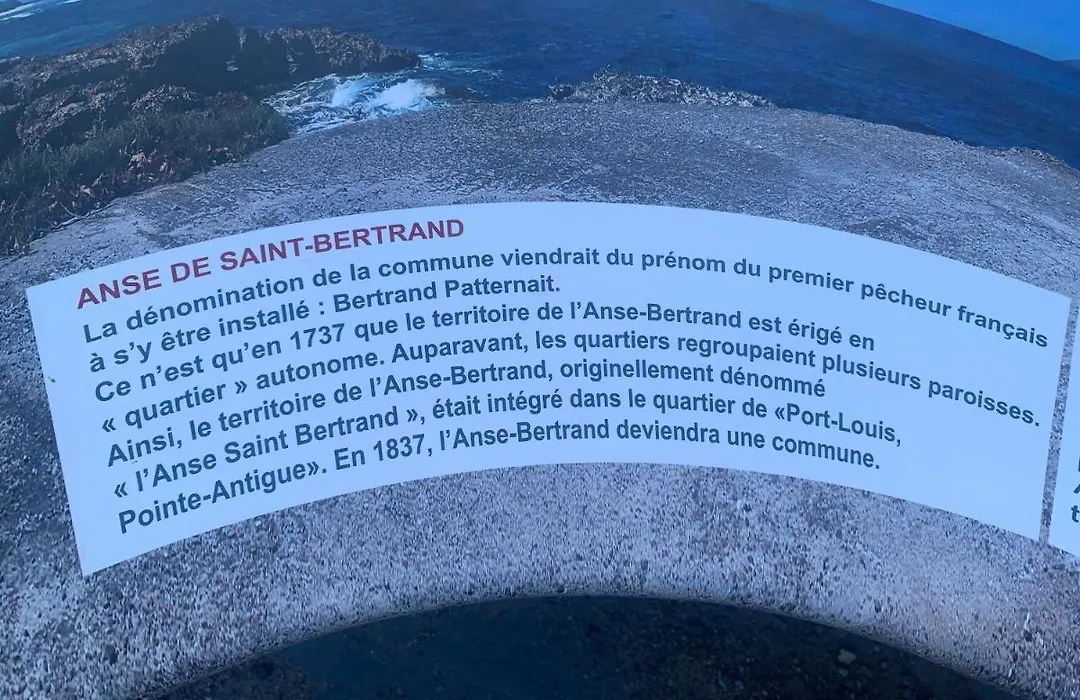 ANSE DE SAINT-BERTRAND
La dénomination de la commune viendrait du prénom du premier pêcheur français
à s’y être installé : Bertrand Patternait.
Ce n’est qu’en 1737 que le territoire de l’Anse-Bertrand est érigé en
« quartier » autonome. Auparavant, les quartiers regroupaient plusieurs paroisses.
Ainsi, le territoire de l’Anse-Bertrand, originellement dénommé
« l’Anse Saint Bertrand », était intégré dans le quartier de «Port-Louis,
Pointe-Antigue». En 1837, l’Anse-Bertrand deviendra une commune.